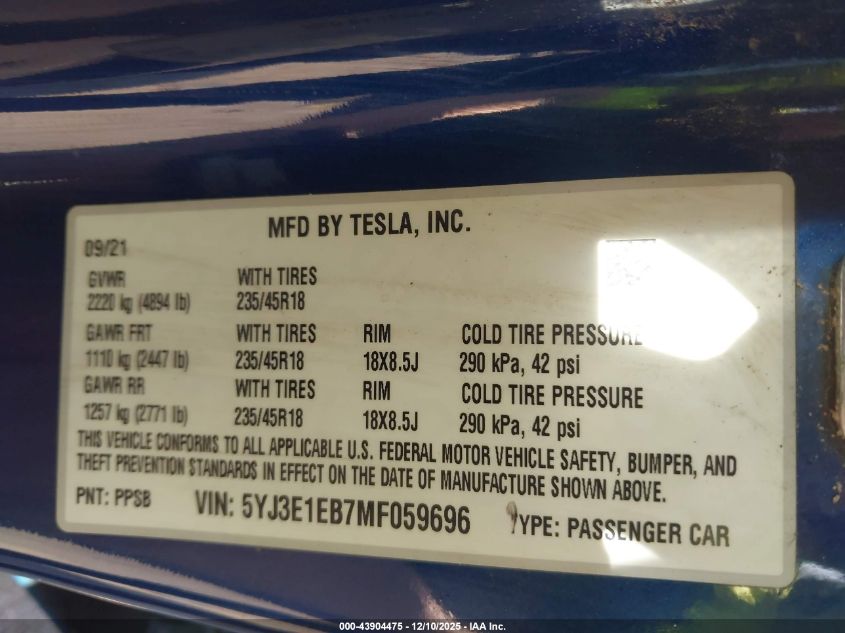 MFD BY TESLA, INC.
09/21
GVWR WITH TIRES
2220 kg (4894 lb) 235/45R18
GAWR FRT WITH TIRES RIM COLD TIRE PRESSURE
1110 kg (2447 lb) 235/45R18 18X8.5J 290 kPa, 42 psi
GAWR RR WITH TIRES RIM COLD TIRE PRESSURE
1257 kg (2771 lb) 235/45R18 18X8.5J 290 kPa, 42 psi
THIS VEHICLE CONFORMS TO ALL APPLICABLE U.S. FEDERAL MOTOR VEHICLE SAFETY, BUMPER, AND
THEFT PREVENTION STANDARDS IN EFFECT ON THE DATE OF MANUFACTURE SHOWN ABOVE.
PNT: PPSB VIN: 5YJ3E1EB7MF059696 TYPE: PASSENGER CAR
000-43904475 - 12/10/2025 - IAA Inc.